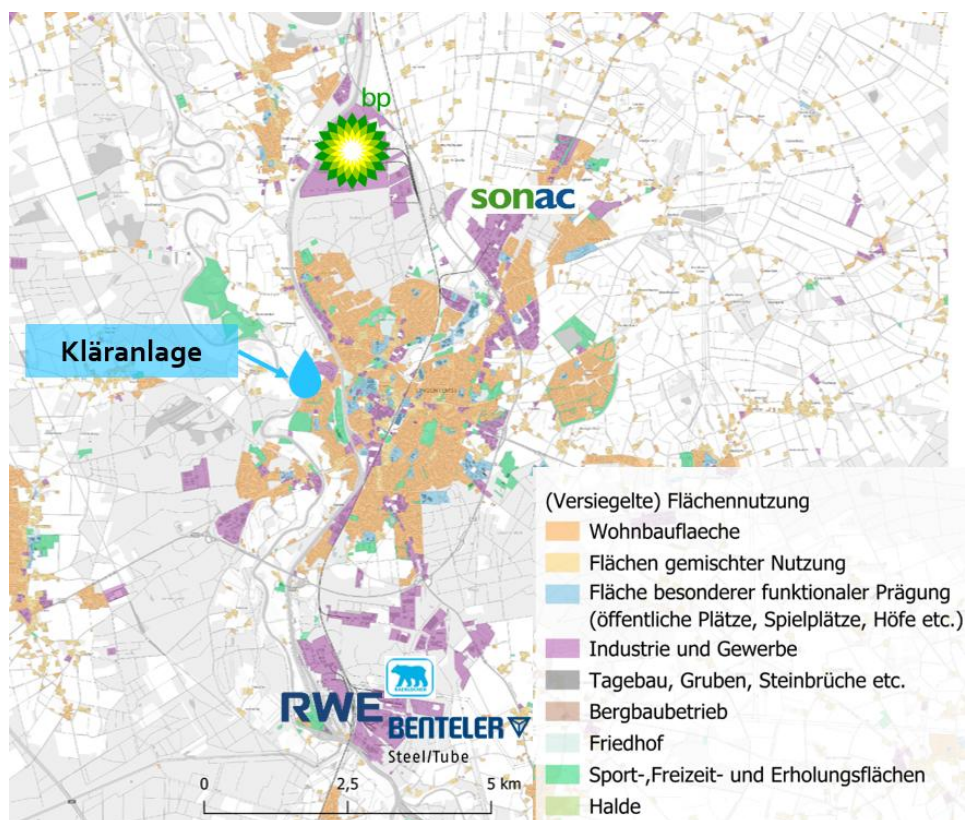 bp
sonac
Kläranlage
(Versiegelte) Flächennutzung
Wohnbauflaeche
Flächen gemischter Nutzung
Fläche besonderer funktionaler Prägung
(öffentliche Plätze, Spielplätze, Höfe etc.)
Industrie und Gewerbe
Tagebau, Gruben, Steinbrüche etc.
Bergbaubetrieb
Friedhof
Sport-,Freizeit- und Erholungsflächen
Halde
RWE
BENTELER
Steel/Tube
0 2,5 5 km